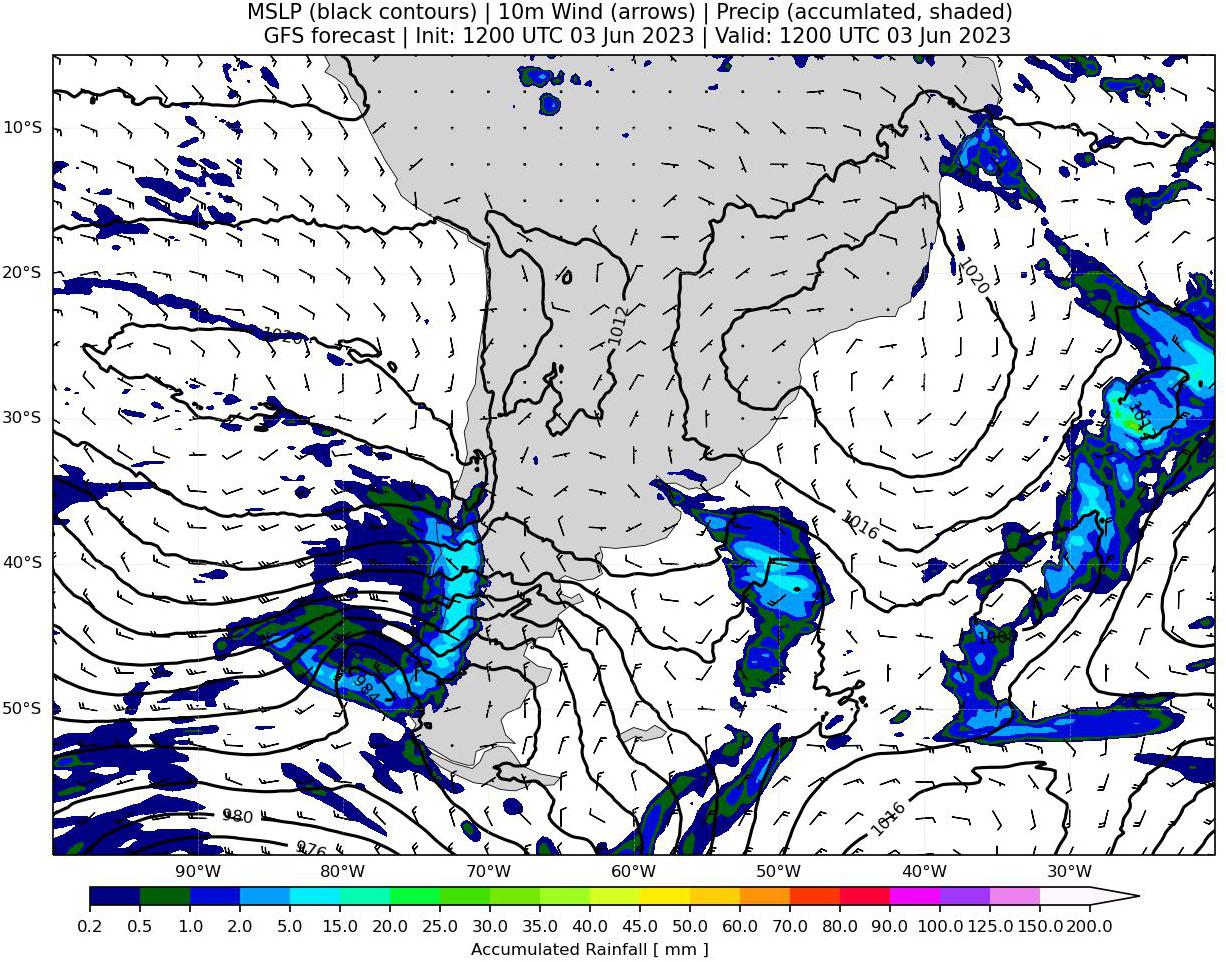 MSLP (black contours) | 10m Wind (arrows) | Precip (accumlated, shaded)
GFS forecast | Init: 1200 UTC 03 Jun 2023 | Valid: 1200 UTC 03 Jun 2023
10°S
20°S
1020
1020
1012
30°S
1012
1016
40°S
1008
984
50°S
980
1016
976
90°W 80°W 70°W 60°W 50°W 40°W 30°W
0.2 0.5 1.0 2.0 5.0 10.0 15.0 20.0 25.0 30.0 35.0 40.0 45.0 50.0 60.0 70.0 80.0 90.0 100.0 125.0 150.0 200.0
Accumulated Rainfall [ mm ]